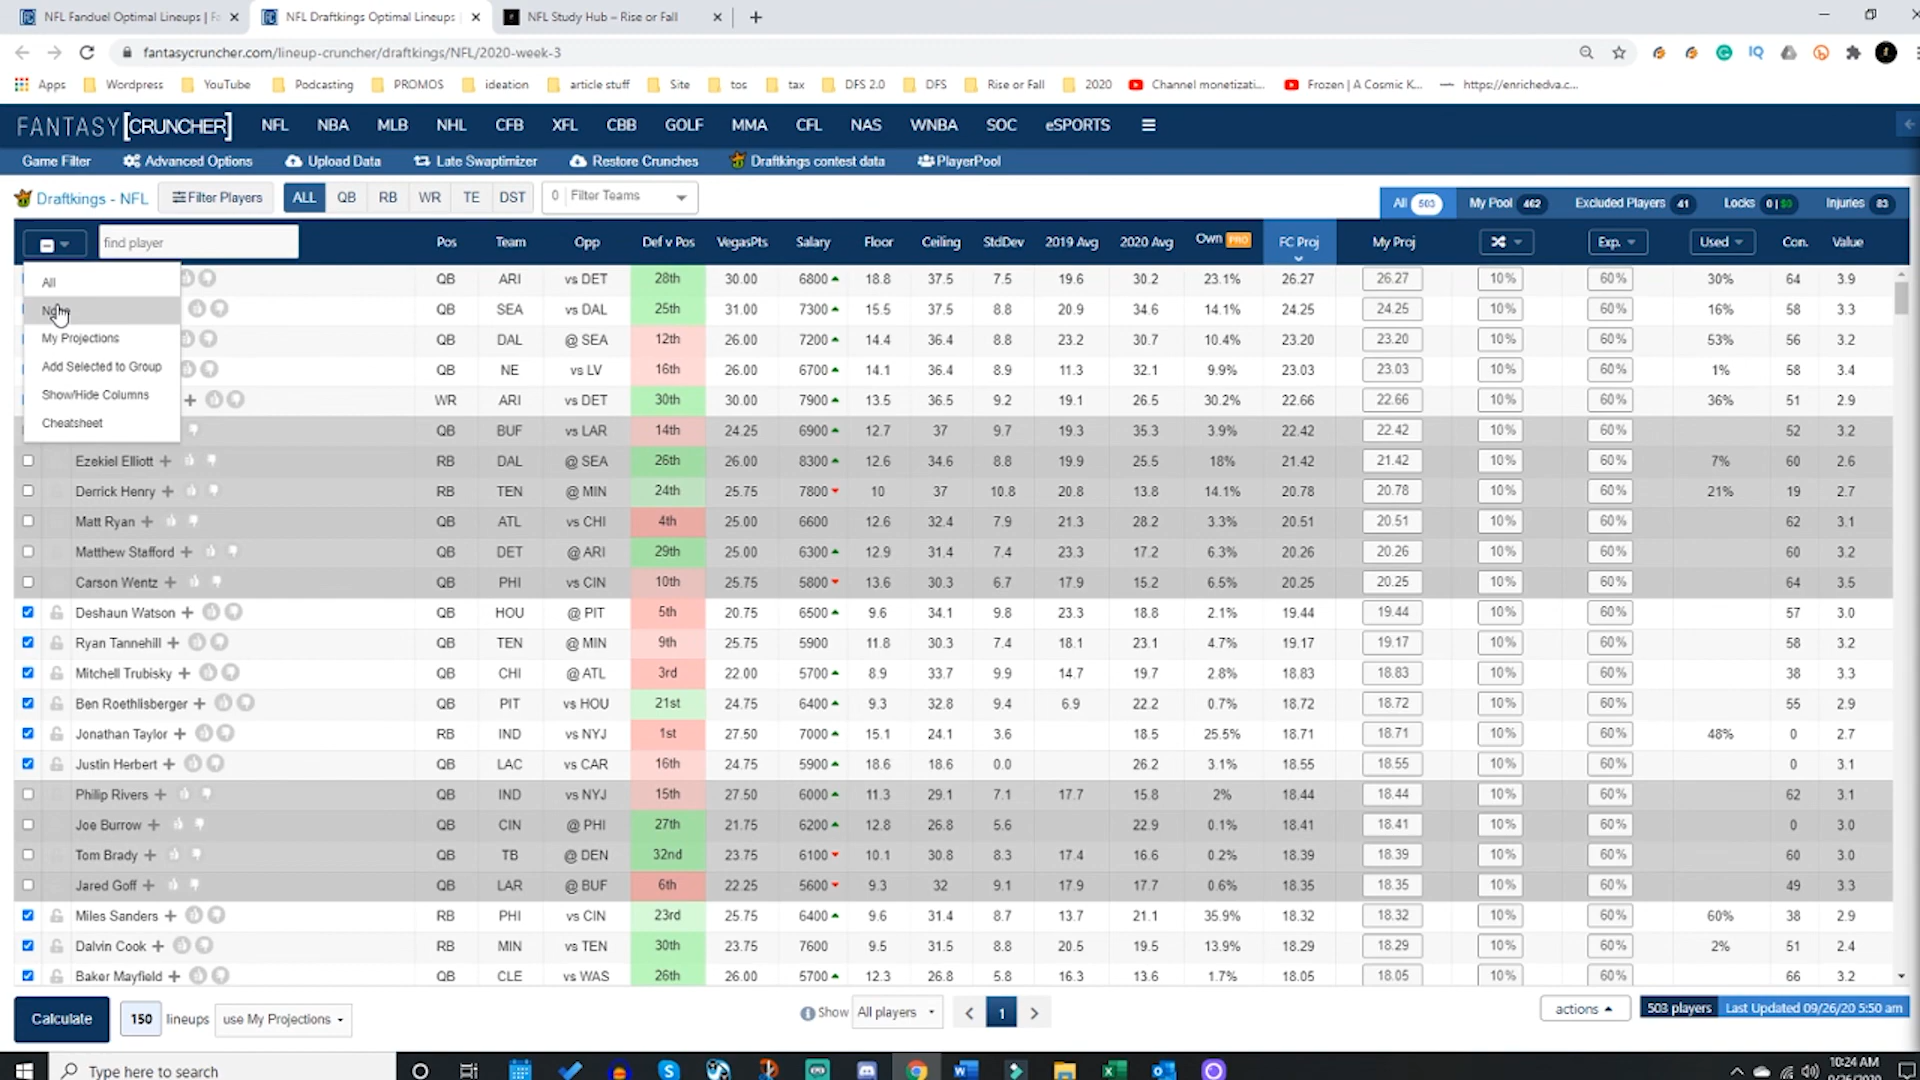 NFL Fanduel Optimal Lineups | Fa
NFL Draftkings Optimal Lineups
NFL Study Hub – Rise or Fall
fantasycruncher.com/lineup-cruncher/draftkings/NFL/2020-week-3
Apps Wordpress YouTube Podcasting PROMOS ideation article stuff Site tos tax DFS 2.0 DFS Rise or Fall 2020 Channel monetizati... Frozen | A Cosmic K... https://enrichedva.c...
FANTASY [CRUNCHER] NFL NBA MLB NHL CFB XFL CBB GOLF MMA CFL NAS WNBA SOC eSPORTS
Game Filter Advanced Options Upload Data Late Swaptimizer Restore Crunches Draftkings contest data PlayerPool
Draftkings - NFL Filter Players ALL QB RB WR TE DST 0 Filter Teams All 503 My Pool 462 Excluded Players 41 Locks 0 | $0 Injuries 83
find player Pos Team Opp Def v Pos VegasPts Salary Floor Ceiling StdDev 2019 Avg 2020 Avg Own PRO FC Proj My Proj Exp. Used Con. Value
All QB ARI vs DET 28th 30.00 6800 18.8 37.5 7.5 19.6 30.2 23.1% 26.27 26.27 10% 60% 30% 64 3.9
None QB SEA vs DAL 25th 31.00 7300 15.5 37.5 8.8 20.9 34.6 14.1% 24.25 24.25 10% 60% 16% 58 3.3
My Projections QB DAL @ SEA 12th 26.00 7200 14.4 36.4 8.8 23.2 30.7 10.4% 23.20 23.20 10% 60% 53% 56 3.2
Add Selected to Group QB NE vs LV 16th 26.00 6700 14.1 36.4 8.9 11.3 32.1 9.9% 23.03 23.03 10% 60% 1% 58 3.4
Show/Hide Columns WR ARI vs DET 30th 30.00 7900 13.5 36.5 9.2 19.1 26.5 30.2% 22.66 22.66 10% 60% 36% 51 2.9
Cheatsheet QB BUF vs LAR 14th 24.25 6900 12.7 37 9.7 19.3 35.3 3.9% 22.42 22.42 10% 60% 52 3.2
Ezekiel Elliott RB DAL @ SEA 26th 26.00 8300 12.6 34.6 8.8 19.9 25.5 18% 21.42 21.42 10% 60% 7% 60 2.6
Derrick Henry RB TEN @ MIN 24th 25.75 7800 10 37 10.8 20.8 13.8 14.1% 20.78 20.78 10% 60% 21% 19 2.7
Matt Ryan QB ATL vs CHI 4th 25.00 6600 12.6 32.4 7.9 21.3 28.2 3.3% 20.51 20.51 10% 60% 62 3.1
Matthew Stafford QB DET @ ARI 29th 25.00 6300 12.9 31.4 7.4 23.3 17.2 6.3% 20.26 20.26 10% 60% 60 3.2
Carson Wentz QB PHI vs CIN 10th 25.75 5800 13.6 30.3 6.7 17.9 15.2 6.5% 20.25 20.25 10% 60% 64 3.5
Deshaun Watson QB HOU @ PIT 5th 20.75 6500 9.6 34.1 9.8 23.3 18.8 2.1% 19.44 19.44 10% 60% 57 3.0
Ryan Tannehill QB TEN @ MIN 9th 25.75 5900 11.8 30.3 7.4 18.1 23.1 4.7% 19.17 19.17 10% 60% 58 3.2
Mitchell Trubisky QB CHI @ ATL 3rd 22.00 5700 8.9 33.7 9.9 14.7 19.7 2.8% 18.83 18.83 10% 60% 38 3.3
Ben Roethlisberger QB PIT vs HOU 21st 24.75 6400 9.3 32.8 9.4 6.9 22.2 0.7% 18.72 18.72 10% 60% 55 2.9
Jonathan Taylor RB IND vs NYJ 1st 27.50 7000 15.1 24.1 3.6 18.5 25.5% 18.71 18.71 10% 60% 48% 0 2.7
Justin Herbert QB LAC vs CAR 16th 24.75 5900 18.6 18.6 0.0 26.2 3.1% 18.55 18.55 10% 60% 0 3.1
Philip Rivers QB IND vs NYJ 15th 27.50 6000 11.3 29.1 7.1 17.7 15.8 2% 18.44 18.44 10% 60% 62 3.1
Joe Burrow QB CIN @ PHI 27th 21.75 6200 12.8 26.8 5.6 22.9 0.1% 18.41 18.41 10% 60% 0 3.0
Tom Brady QB TB @ DEN 32nd 23.75 6100 10.1 30.8 8.3 17.4 16.6 0.2% 18.39 18.39 10% 60% 60 3.0
Jared Goff QB LAR @ BUF 6th 22.25 5600 9.3 32 9.1 17.9 17.7 0.6% 18.35 18.35 10% 60% 49 3.3
Miles Sanders RB PHI vs CIN 23rd 25.75 6400 9.6 31.4 8.7 13.7 21.1 35.9% 18.32 18.32 10% 60% 60% 38 2.9
Dalvin Cook RB MIN vs TEN 30th 23.75 7600 9.5 31.5 8.8 20.5 19.5 13.9% 18.29 18.29 10% 60% 2% 51 2.4
Baker Mayfield QB CLE vs WAS 26th 26.00 5700 12.3 26.8 5.8 16.3 13.6 1.7% 18.05 18.05 10% 60% 66 3.2
Calculate 150 lineups use My Projections Show All players 1 actions 503 players Last Updated 09/26/20 5:50 am
Type here to search 10:24 AM